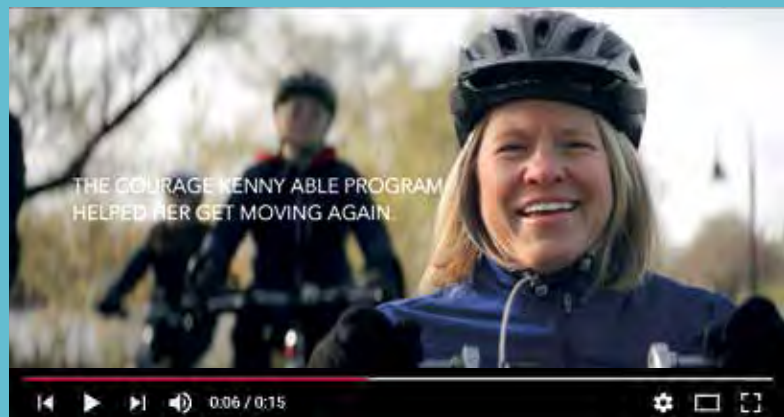 THE COURAGE KENNY ABLE PROGRAM
HELPED HER GET MOVING AGAIN.
0:06 / 0:15